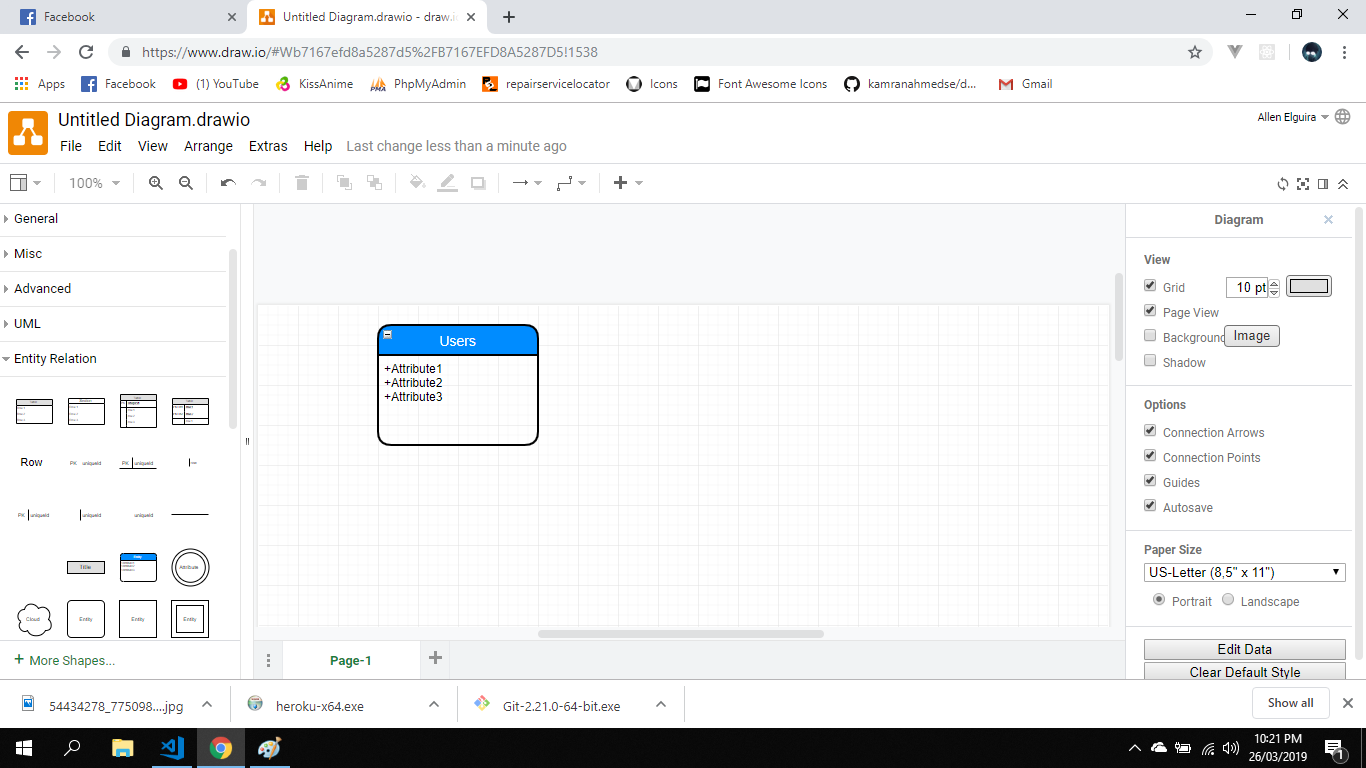 Facebook
Untitled Diagram.drawio - draw.i
https://www.draw.io/#Wb7167efd8a5287d5%2FB7167EFD8A5287D5!1538
Apps
Facebook
(1) YouTube
KissAnime
PhpMyAdmin
repairservicelocator
Icons
Font Awesome Icons
kamranahmedse/d...
Gmail
Untitled Diagram.drawio
Allen Elguira
File Edit View Arrange Extras Help Last change less than a minute ago
100%
General
Misc
Advanced
UML
Entity Relation
Row
PK uniqueId
PK uniqueId
PK uniqueId
uniqueId
uniqueId
Title
Attribute
Cloud
Entity
Entity
Entity
+ More Shapes...
Users
+Attribute1
+Attribute2
+Attribute3
Page-1
Diagram
View
Grid
10 pt
Page View
Background
Image
Shadow
Options
Connection Arrows
Connection Points
Guides
Autosave
Paper Size
US-Letter (8,5" x 11")
Portrait
Landscape
Edit Data
Clear Default Style
54434278_775098....jpg
heroku-x64.exe
Git-2.21.0-64-bit.exe
Show all
10:21 PM
26/03/2019
1